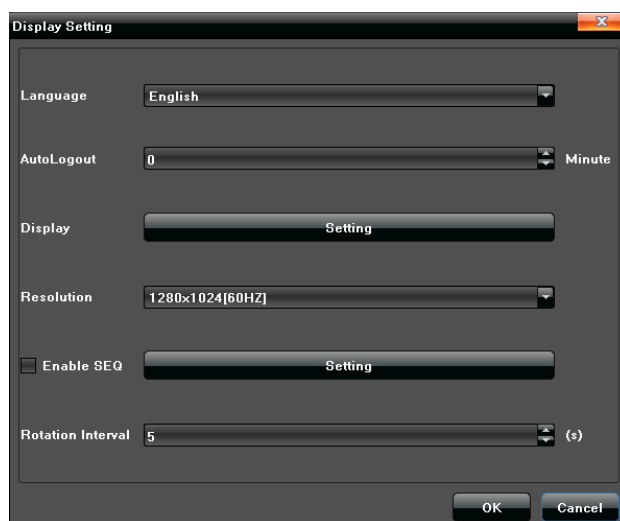 Display Setting
X
Language English
AutoLogout 0 Minute
Display Setting
Resolution 1280x1024[60HZ]
Enable SEQ Setting
Rotation Interval 5 (s)
OK Cancel